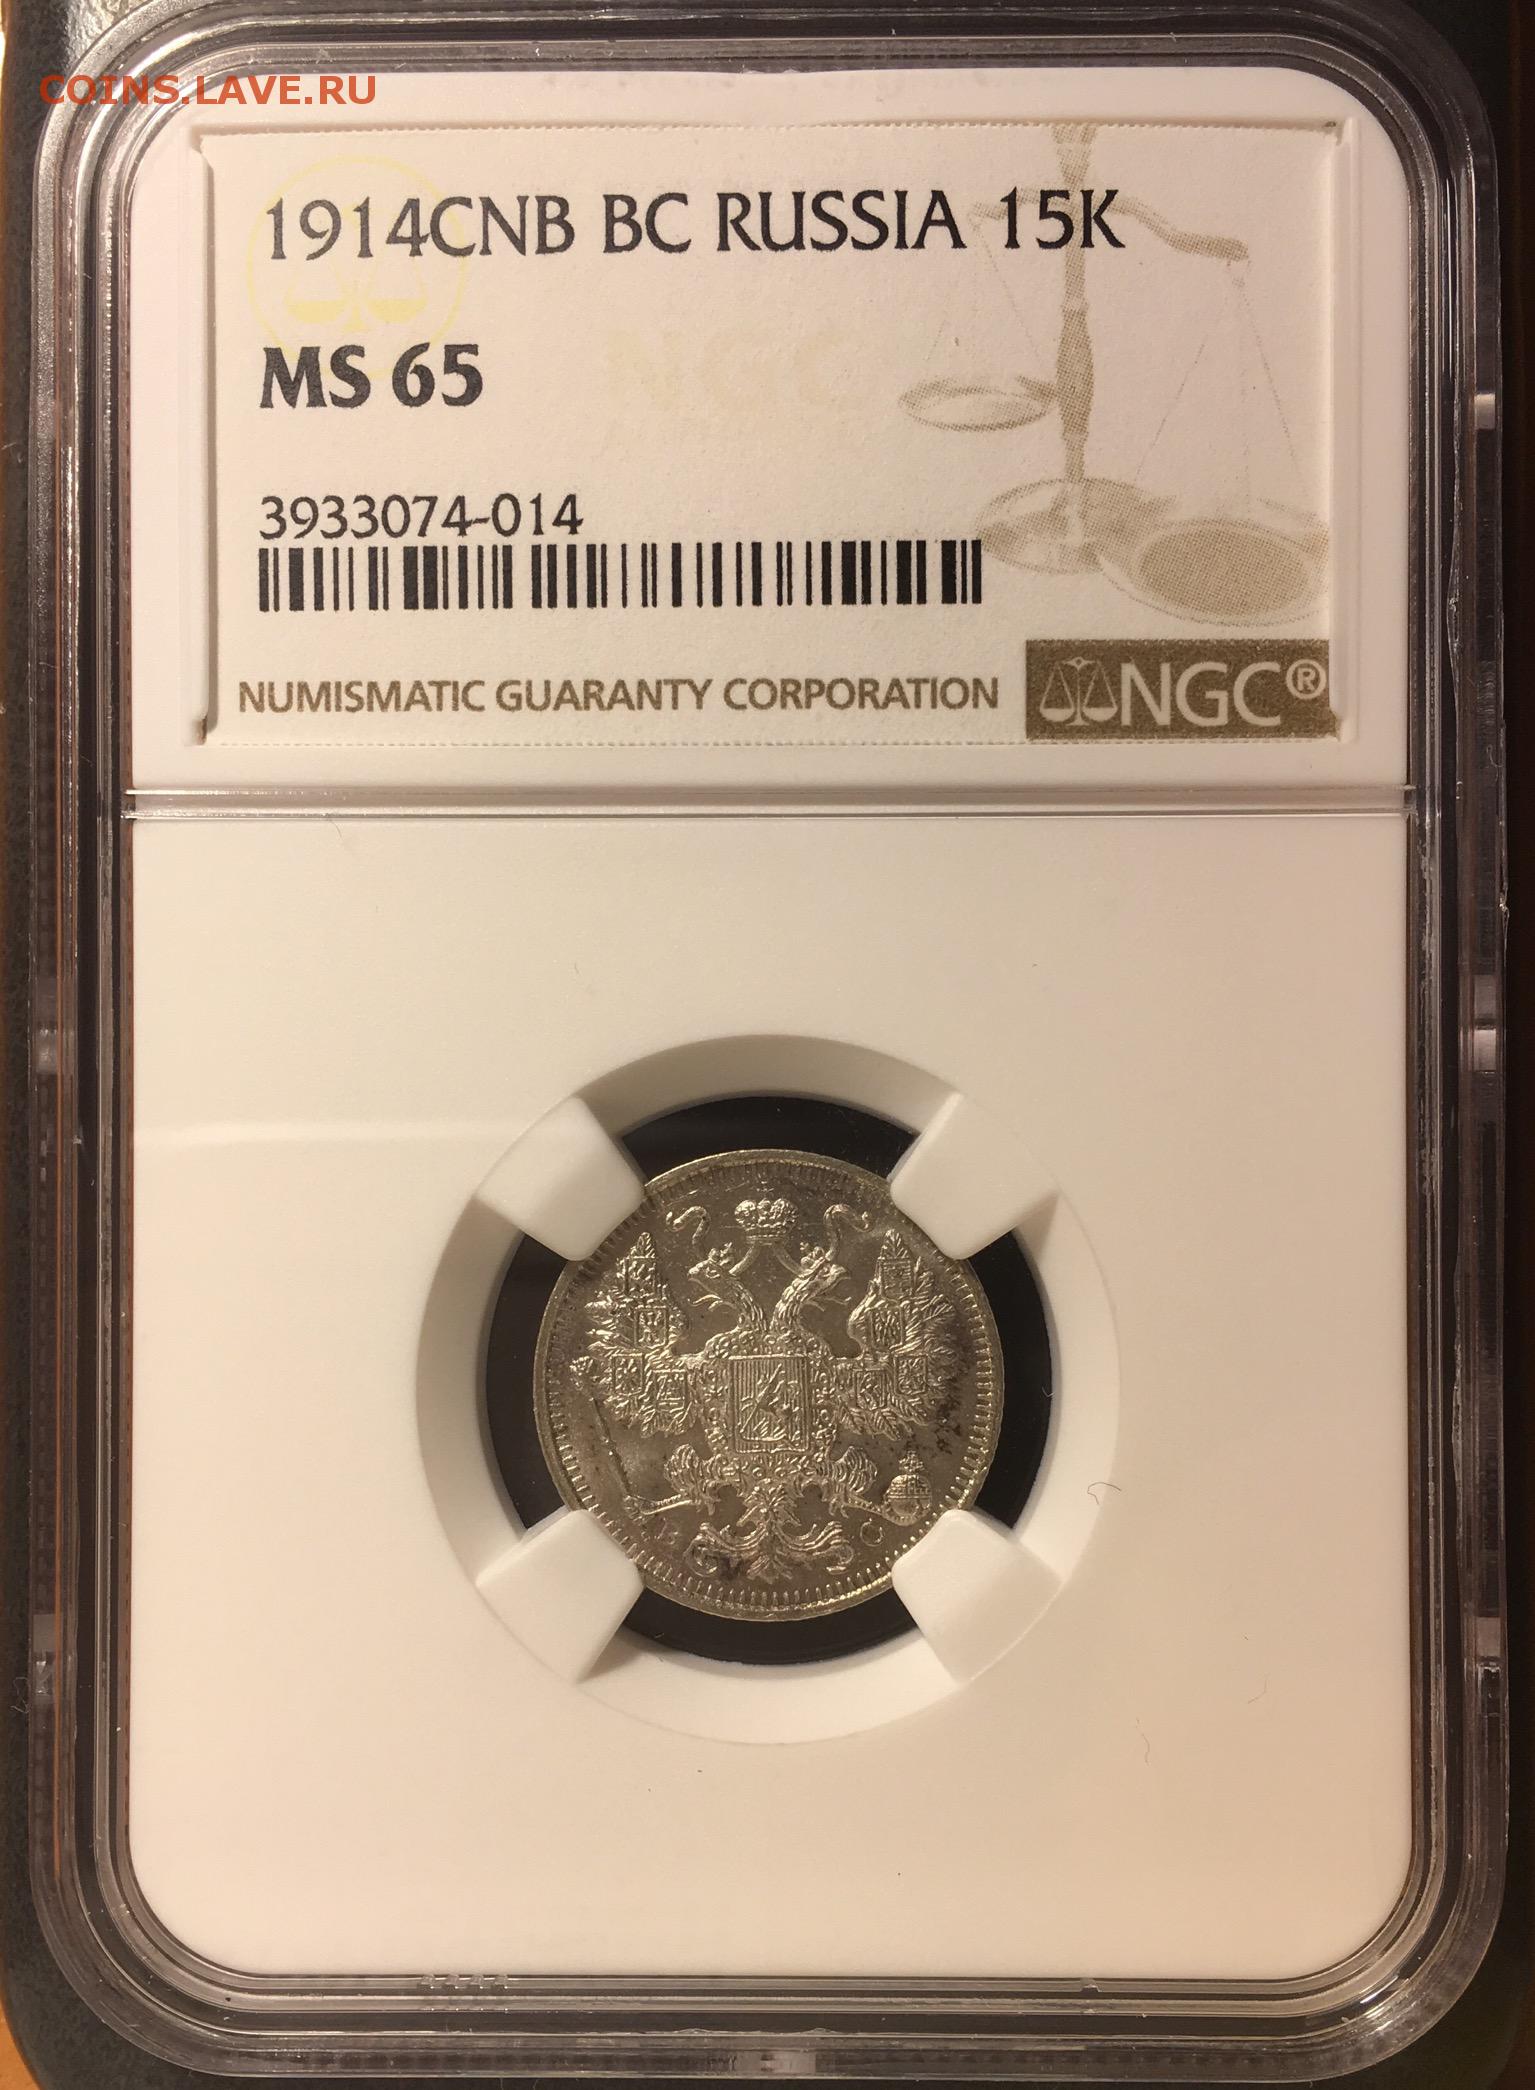 COINS.LAVE.RU
1914CNB BC RUSSIA 15K
MS 65
3933074-014
NUMISMATIC GUARANTY CORPORATION NGC®
В С